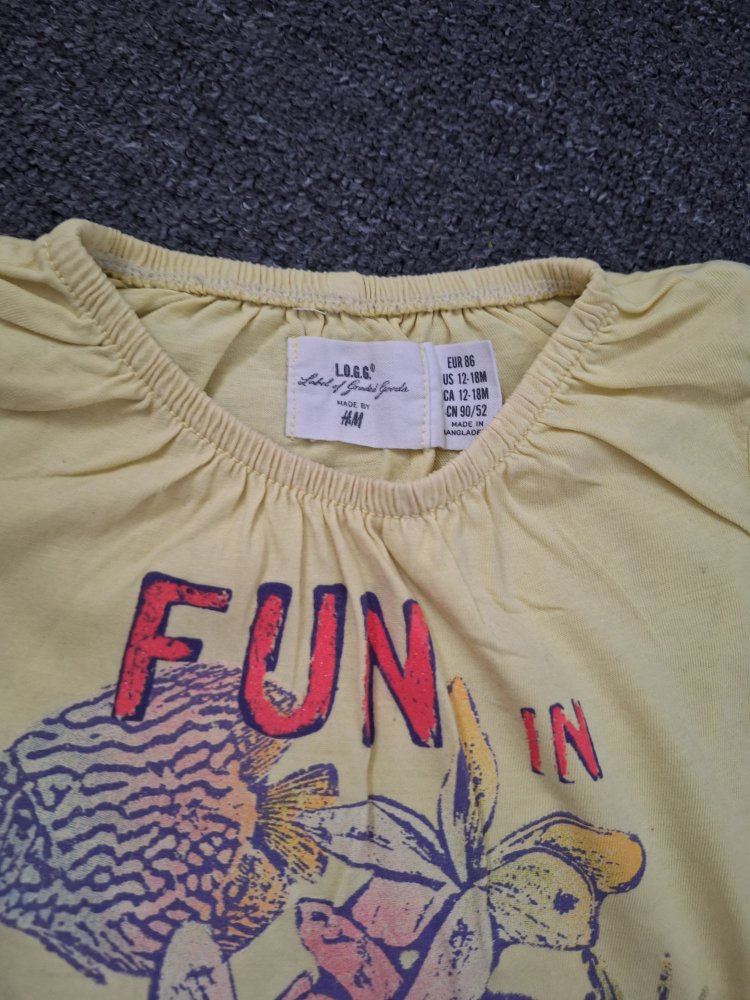 L.O.G.G.®
Label of Graded Goods
MADE BY
H&M
EUR 86
US 12-18M
CA 12-18M
CN 90/52
MADE IN
BANGLADE
FUN
IN